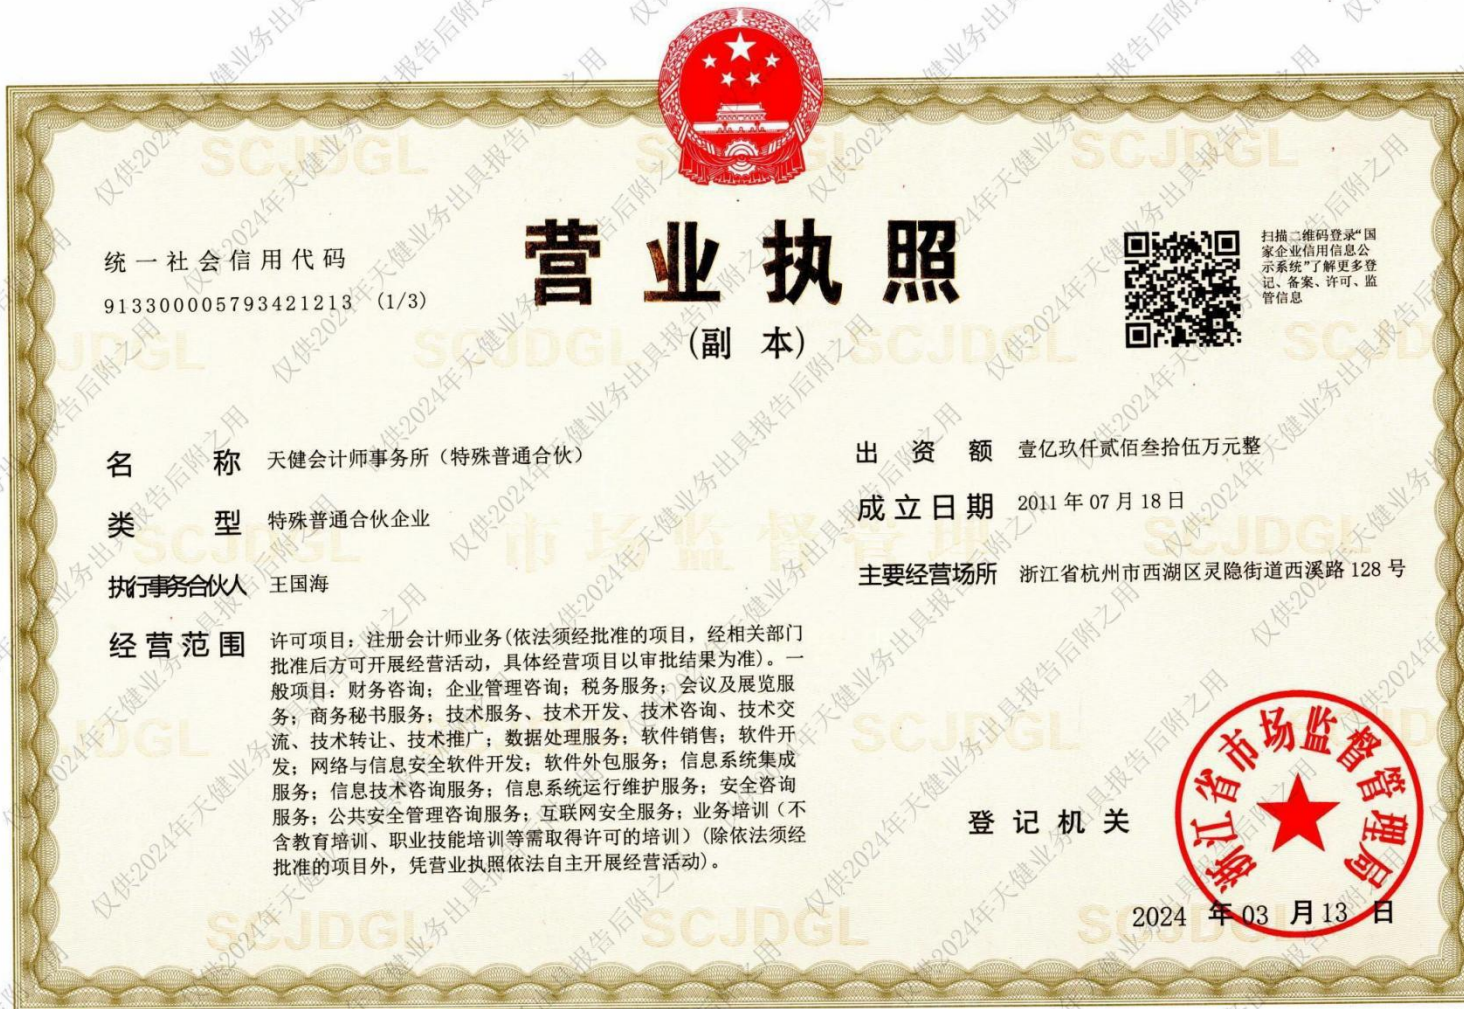 营业执照
(副 本)
统一社会信用代码
913300005793421213 (1/3)
扫描二维码登录“国
家企业信用信息公
示系统”了解更多登
记、备案、许可、监
管信息
名 称 天健会计师事务所（特殊普通合伙）
类 型 特殊普通合伙企业
执行事务合伙人 王国海
经营范围 许可项目：注册会计师业务(依法须经批准的项目，经相关部门
批准后方可开展经营活动，具体经营项目以审批结果为准)。一
般项目：财务咨询；企业管理咨询；税务服务；会议及展览服
务；商务秘书服务；技术服务、技术开发、技术咨询、技术交
流、技术转让、技术推广；数据处理服务；软件销售；软件开
发；网络与信息安全软件开发；软件外包服务；信息系统集成
服务；信息技术咨询服务；信息系统运行维护服务；安全咨询
服务；公共安全管理咨询服务；互联网安全服务；业务培训（不
含教育培训、职业技能培训等需取得许可的培训）(除依法须经
批准的项目外，凭营业执照依法自主开展经营活动)。
出 资 额 壹亿玖仟贰佰叁拾伍万元整
成立日期 2011 年 07 月 18 日
主要经营场所 浙江省杭州市西湖区灵隐街道西溪路 128 号
登记机关
浙江省市场监督管理局
2024 年 03 月 13 日
SCJDGL
市场监督管理
仅供2024年天健业务出具报告后附之用